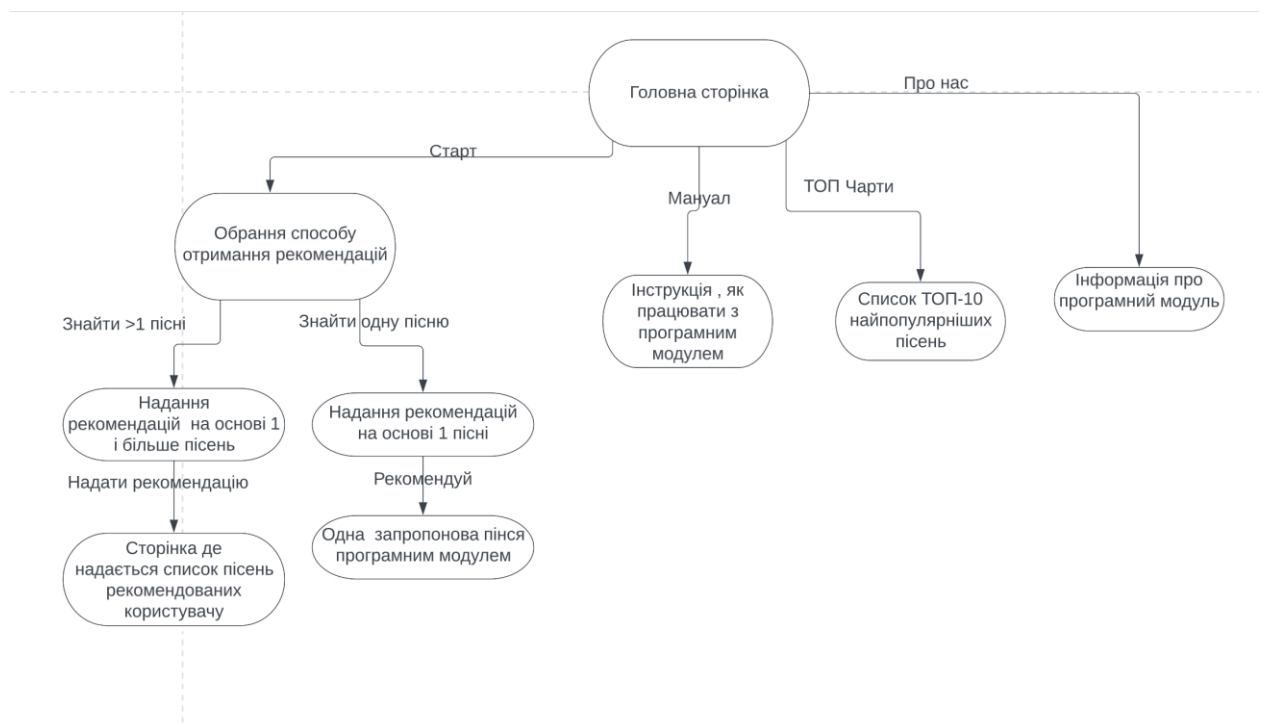 Головна сторінка
Про нас
Старт
Мануал
ТОП Чарти
Обрання способу
отримання рекомендацій
Інструкція , як
працювати з
програмним
модулем
Список ТОП-10
найпопулярніших
пісень
Інформація про
програмний модуль
Знайти >1 пісні
Знайти одну пісню
Надання
рекомендацій на основі 1
і більше пісень
Надання рекомендацій
на основі 1 пісні
Надати рекомендацію
Рекомендуй
Сторінка де
надається список пісень
рекомендованих
користувачу
Одна запропонова пінся
програмним модулем